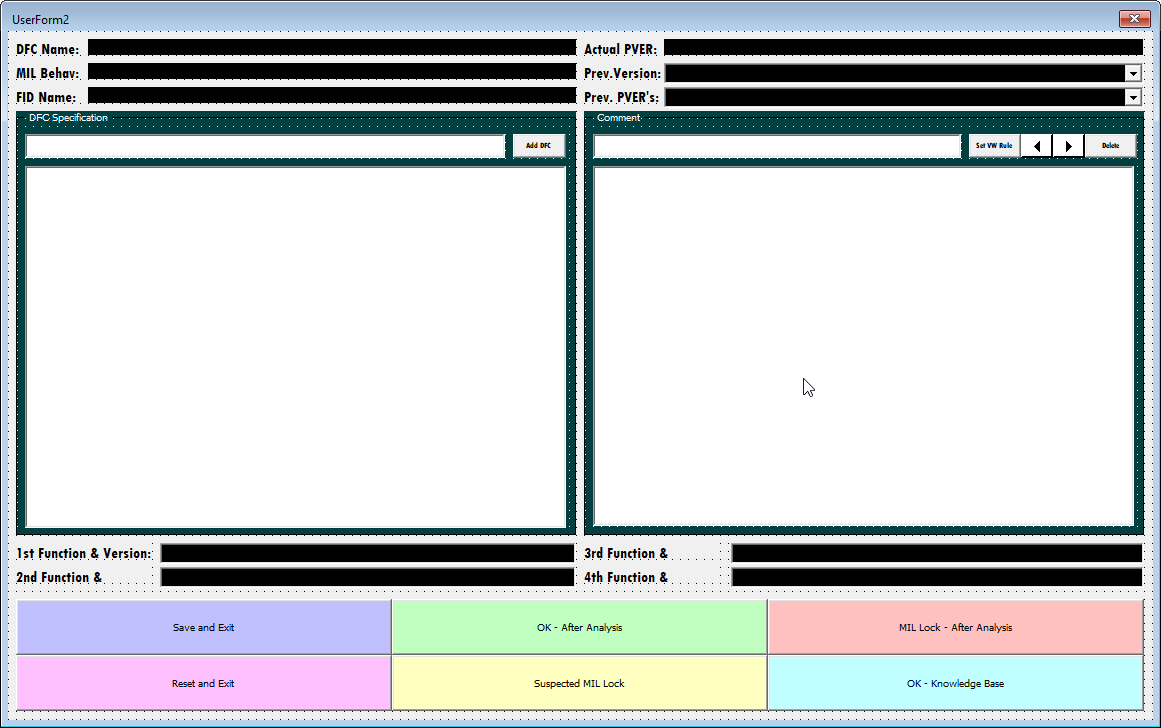 UserForm2
DFC Name:
Actual PVER:
MIL Behav:
Prev.Version:
FID Name:
Prev. PVER's:
DFC Specification
Comment
Add DFC
Set VW Rule
Delete
1st Function & Version:
3rd Function &
2nd Function &
4th Function &
Save and Exit
OK - After Analysis
MIL Lock - After Analysis
Reset and Exit
Suspected MIL Lock
OK - Knowledge Base